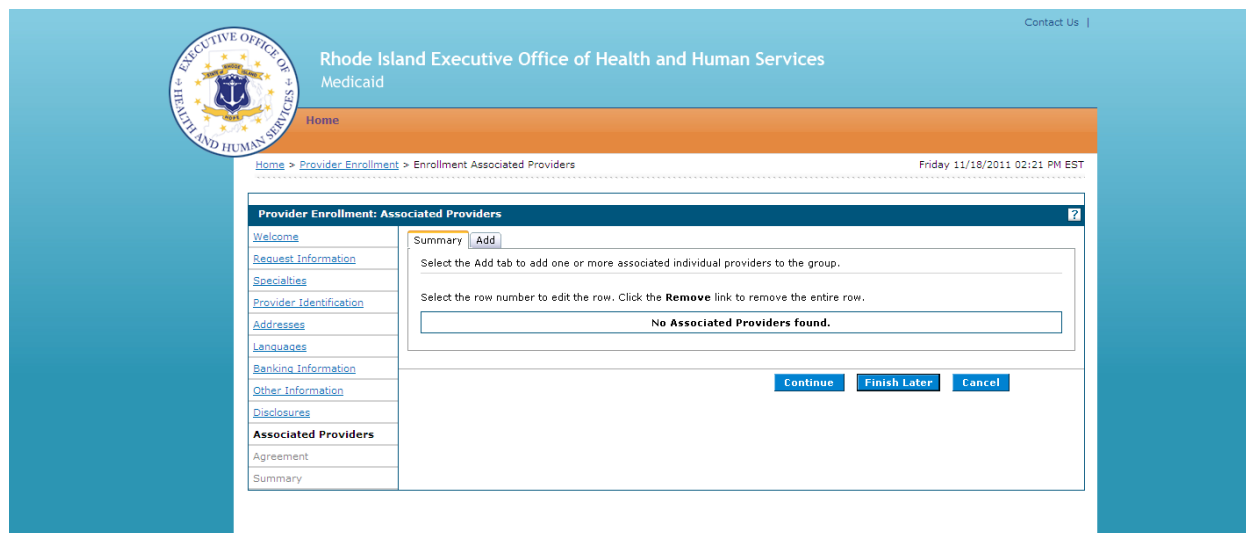 Contact Us |
EXECUTIVE OFFICE OF HEALTH AND HUMAN SERVICES
HOPE
Rhode Island Executive Office of Health and Human Services
Medicaid
Home
Home > Provider Enrollment > Enrollment Associated Providers
Friday 11/18/2011 02:21 PM EST
Provider Enrollment: Associated Providers
?
Welcome
Request Information
Specialties
Provider Identification
Addresses
Languages
Banking Information
Other Information
Disclosures
Associated Providers
Agreement
Summary
Summary Add
Select the Add tab to add one or more associated individual providers to the group.
Select the row number to edit the row. Click the Remove link to remove the entire row.
No Associated Providers found.
Continue Finish Later Cancel